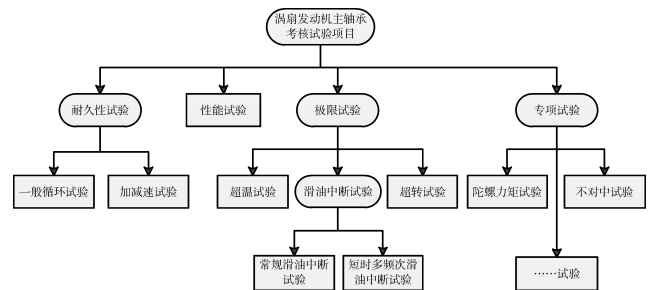 涡扇发动机主轴承
考核试验项目
耐久性试验
性能试验
极限试验
专项试验
一般循环试验
加减速试验
超温试验
滑油中断试验
超转试验
陀螺力矩试验
不对中试验
常规滑油中断
试验
短时多频次滑
油中断试验
……试验